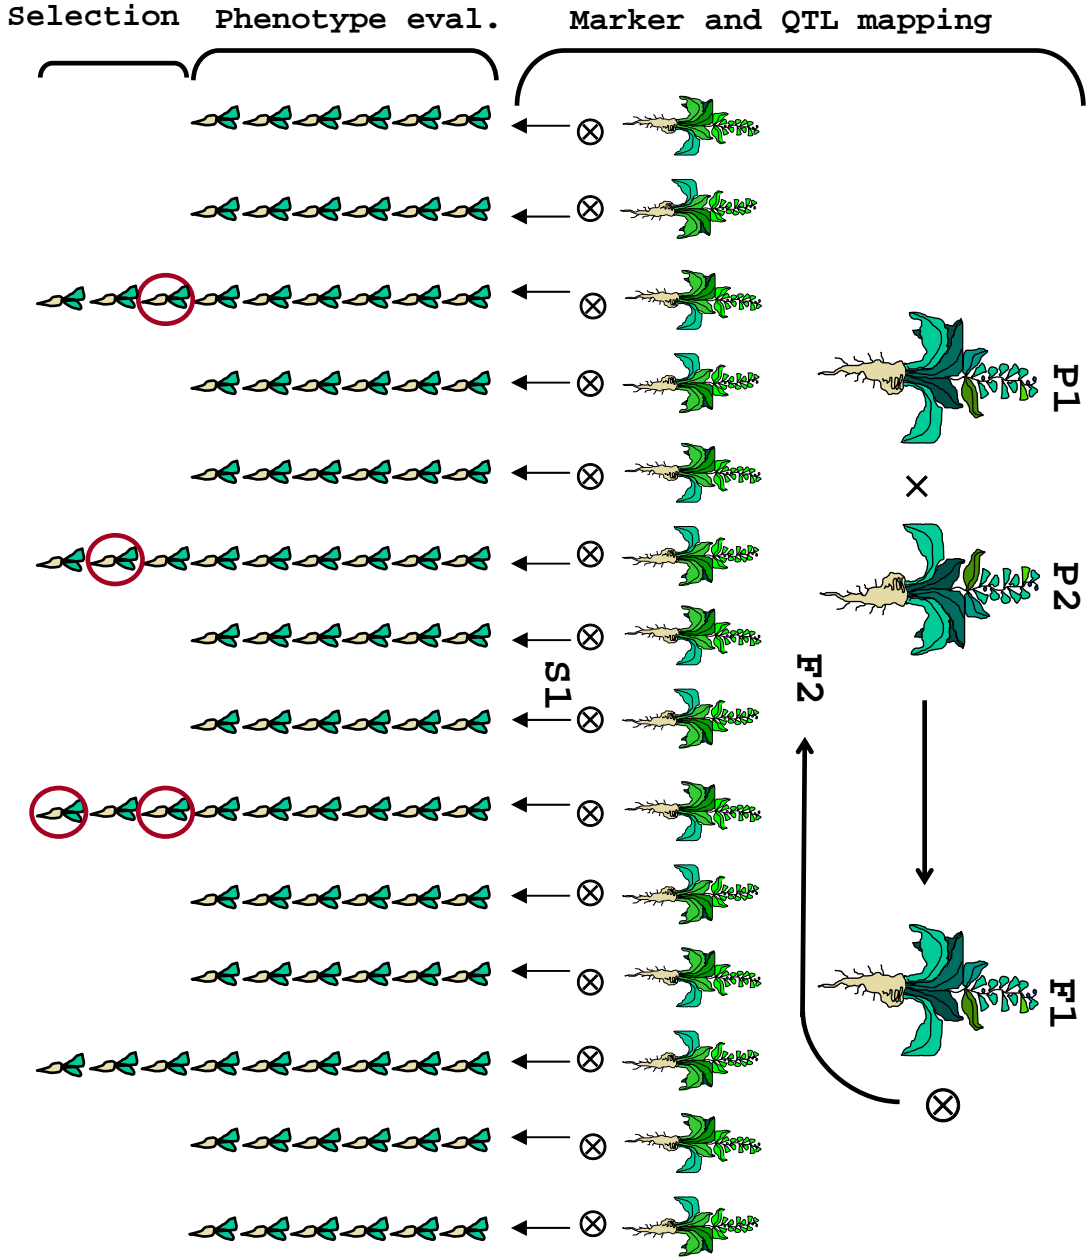 Selection
Phenotype eval.
Marker and QTL mapping
P1
P2
F2
S1
F1